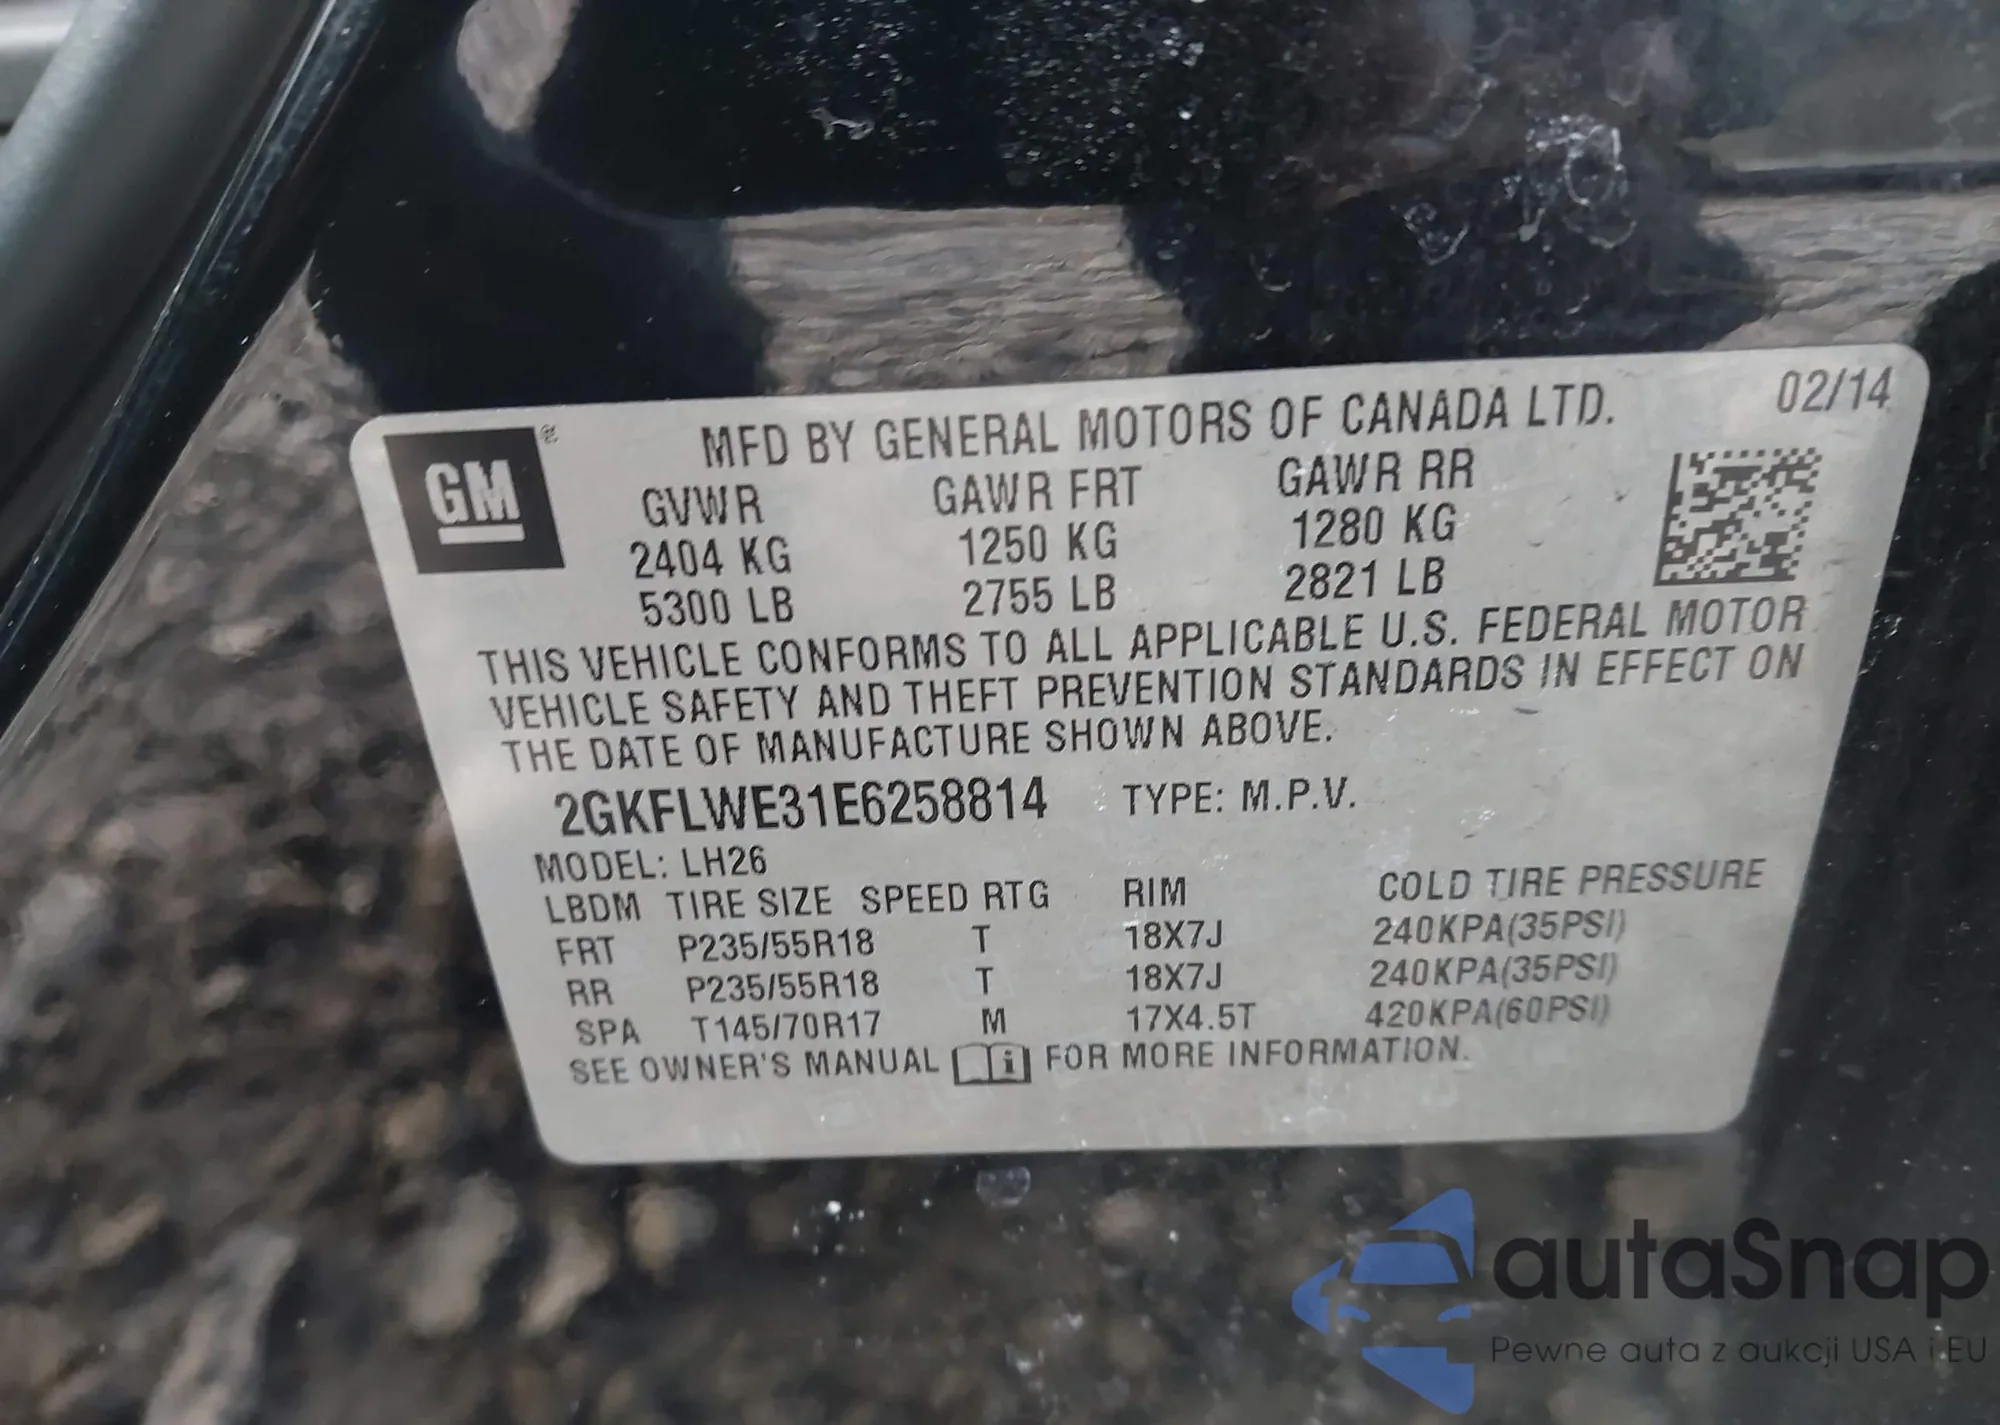 GM ® MFD BY GENERAL MOTORS OF CANADA LTD. 02/14
GVWR GAWR FRT GAWR RR
2404 KG 1250 KG 1280 KG
5300 LB 2755 LB 2821 LB
THIS VEHICLE CONFORMS TO ALL APPLICABLE U.S. FEDERAL MOTOR
VEHICLE SAFETY AND THEFT PREVENTION STANDARDS IN EFFECT ON
THE DATE OF MANUFACTURE SHOWN ABOVE.
2GKFLWE31E6258814 TYPE: M.P.V.
MODEL: LH26
LBDM TIRE SIZE SPEED RTG RIM COLD TIRE PRESSURE
FRT P235/55R18 T 18X7J 240KPA(35PSI)
RR P235/55R18 T 18X7J 240KPA(35PSI)
SPA T145/70R17 M 17X4.5T 420KPA(60PSI)
SEE OWNER'S MANUAL i FOR MORE INFORMATION.
autaSnap
Pewne auta z aukcji USA i EU